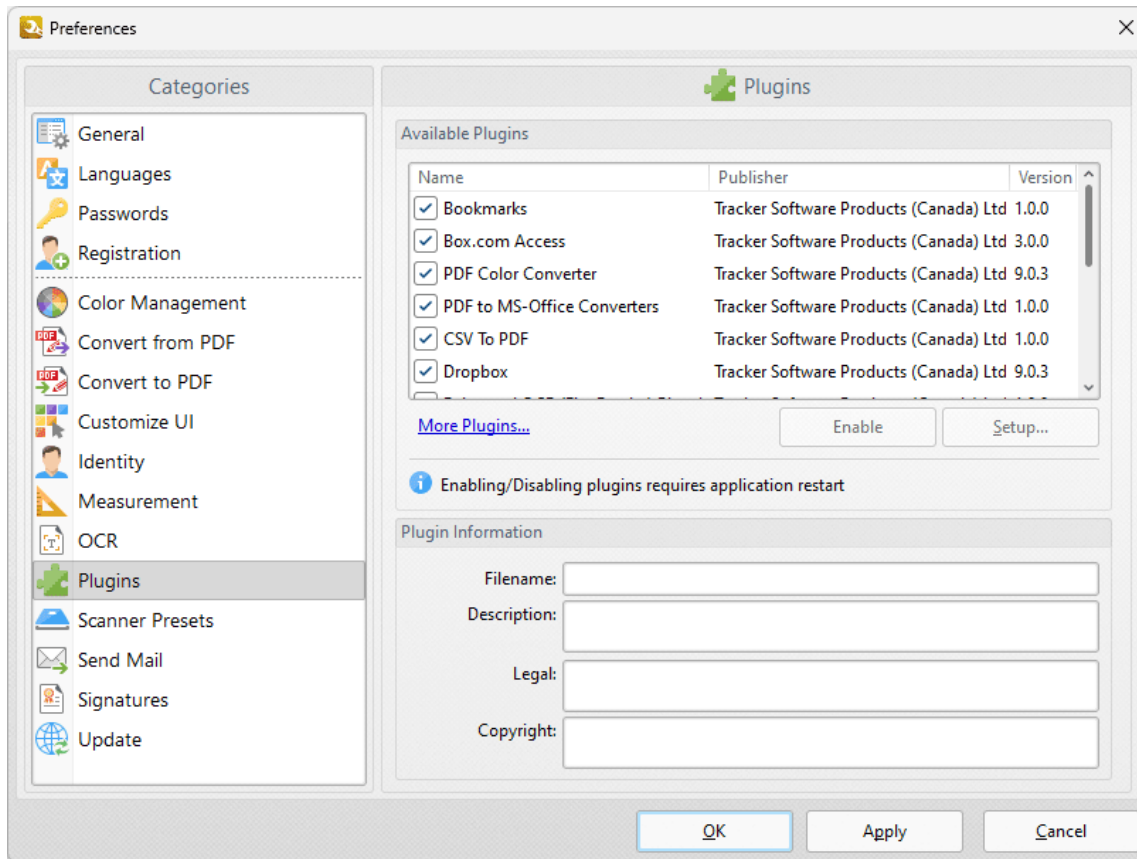 Preferences
Categories
General
Languages
Passwords
Registration
Color Management
Convert from PDF
Convert to PDF
Customize UI
Identity
Measurement
OCR
Plugins
Scanner Presets
Send Mail
Signatures
Update
Plugins
Available Plugins
Name Publisher Version
Bookmarks Tracker Software Products (Canada) Ltd 1.0.0
Box.com Access Tracker Software Products (Canada) Ltd 3.0.0
PDF Color Converter Tracker Software Products (Canada) Ltd 9.0.3
PDF to MS-Office Converters Tracker Software Products (Canada) Ltd 1.0.0
CSV To PDF Tracker Software Products (Canada) Ltd 1.0.0
Dropbox Tracker Software Products (Canada) Ltd 9.0.3
More Plugins... Enable Setup...
Enabling/Disabling plugins requires application restart
Plugin Information
Filename:
Description:
Legal:
Copyright:
OK Apply Cancel